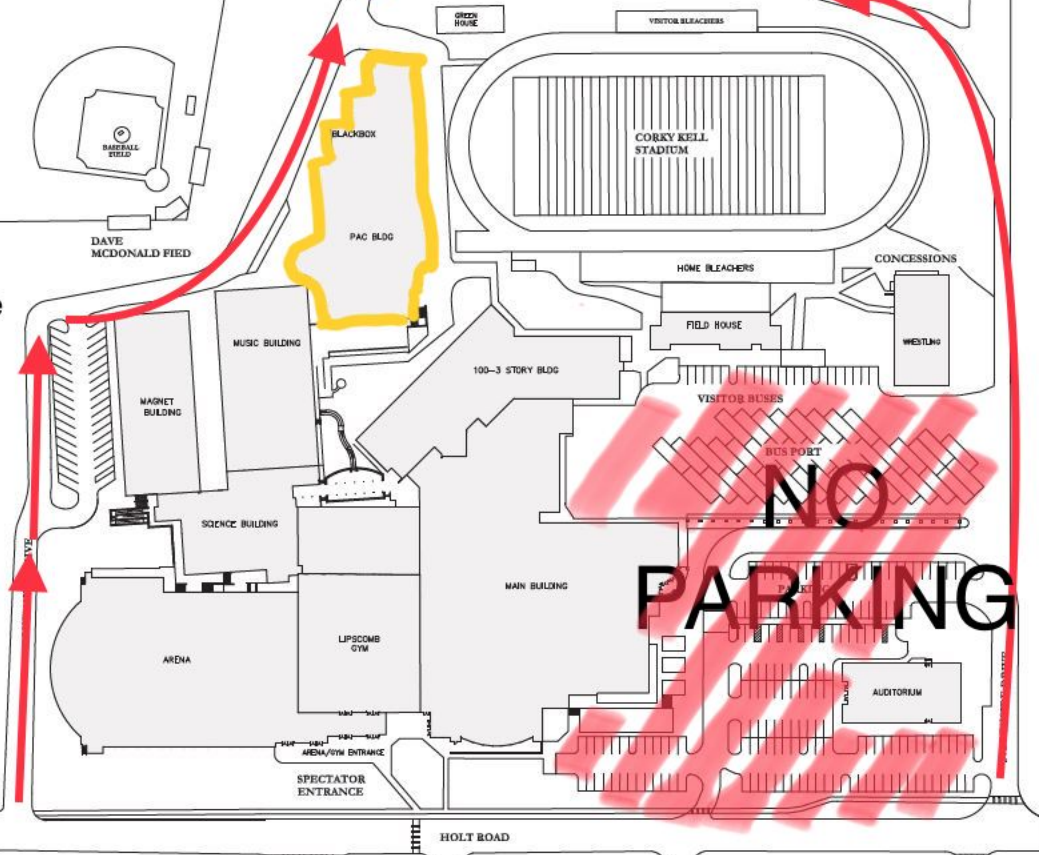 GREEN
HOUSE
VISITOR BLEACHERS
BLACKBOX
BASEBALL
FIELD
CORKY KELL
STADIUM
PAC BLDG
DAVE
MCDONALD FIED
CONCESSIONS
HOME BLEACHERS
FIELD HOUSE
WRESTLING
MUSIC BUILDING
100-3 STORY BLDG
MAGNET
BUILDING
VISITOR BUSES
BUS PORT
NO
SCIENCE BUILDING
MAIN BUILDING
PARKING
PARKING
LIPSCOMB
GYM
ARENA
AUDITORIUM
ARENA/GYM ENTRANCE
SPECTATOR
ENTRANCE
HOLT ROAD